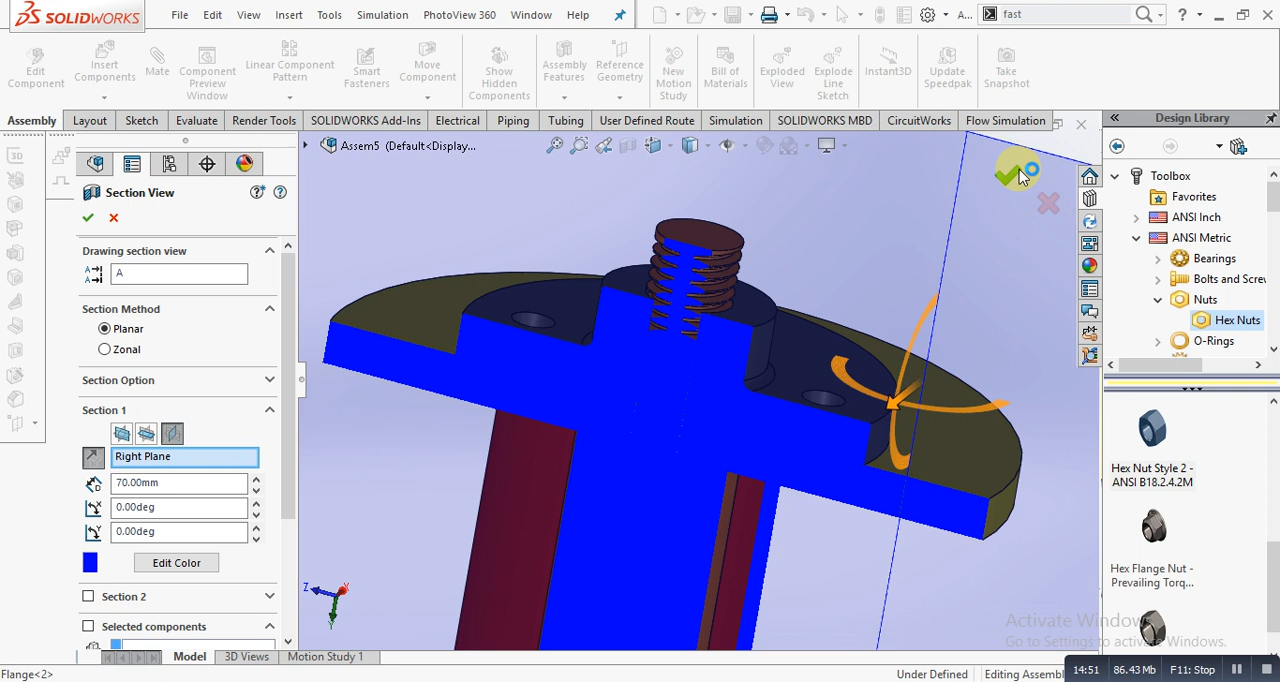 SOLIDWORKS
File Edit View Insert Tools Simulation PhotoView 360 Window Help
A... fast
Edit Component
Insert Components
Mate
Component Preview Window
Linear Component Pattern
Smart Fasteners
Move Component
Show Hidden Components
Assembly Features
Reference Geometry
New Motion Study
Bill of Materials
Exploded View
Explode Line Sketch
Instant3D
Update Speedpak
Take Snapshot
Assembly Layout Sketch Evaluate Render Tools SOLIDWORKS Add-Ins Electrical Piping Tubing User Defined Route Simulation SOLIDWORKS MBD CircuitWorks Flow Simulation
3D
Assem5 (Default<Display...
Section View
Drawing section view
A
Section Method
Planar
Zonal
Section Option
Section 1
Right Plane
70.00mm
0.00deg
0.00deg
Edit Color
Section 2
Selected components
Z
X
Y
Design Library
Toolbox
Favorites
ANSI Inch
ANSI Metric
Bearings
Bolts and Screw
Nuts
Hex Nuts
O-Rings
Hex Nut Style 2 -
ANSI B18.2.4.2M
Hex Flange Nut -
Prevailing Torq...
Activate Windows
Go to Settings to activate Windows.
Model 3D Views Motion Study 1
Flange<2>
Under Defined Editing Assembl
14:51 86.43 MB F11: Stop